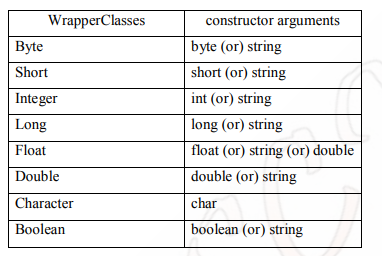 WrapperClasses constructor arguments
Byte byte (or) string
Short short (or) string
Integer int (or) string
Long long (or) string
Float float (or) string (or) double
Double double (or) string
Character char
Boolean boolean (or) string